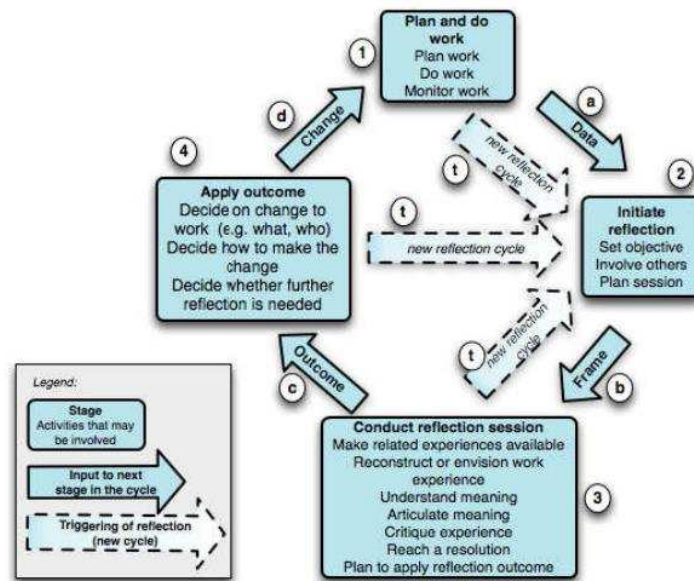 1
Plan and do
work
Plan work
Do work
Monitor work
d
Change
a
Data
new reflection
cycle
t
4
2
Apply outcome
Decide on change to
work (e.g. what, who)
Decide how to make the
change
Decide whether further
reflection is needed
t
new reflection cycle
Initiate
reflection
Set objective
Involve others
Plan session
new reflection
cycle
t
Outcome
c
Frame
b
Legend:
Stage
Activities that may
be involved
Input to next
stage in the cycle
Triggering of reflection
(new cycle)
Conduct reflection session
Make related experiences available
Reconstruct or envision work
experience
Understand meaning
Articulate meaning
Critique experience
Reach a resolution
Plan to apply reflection outcome
3